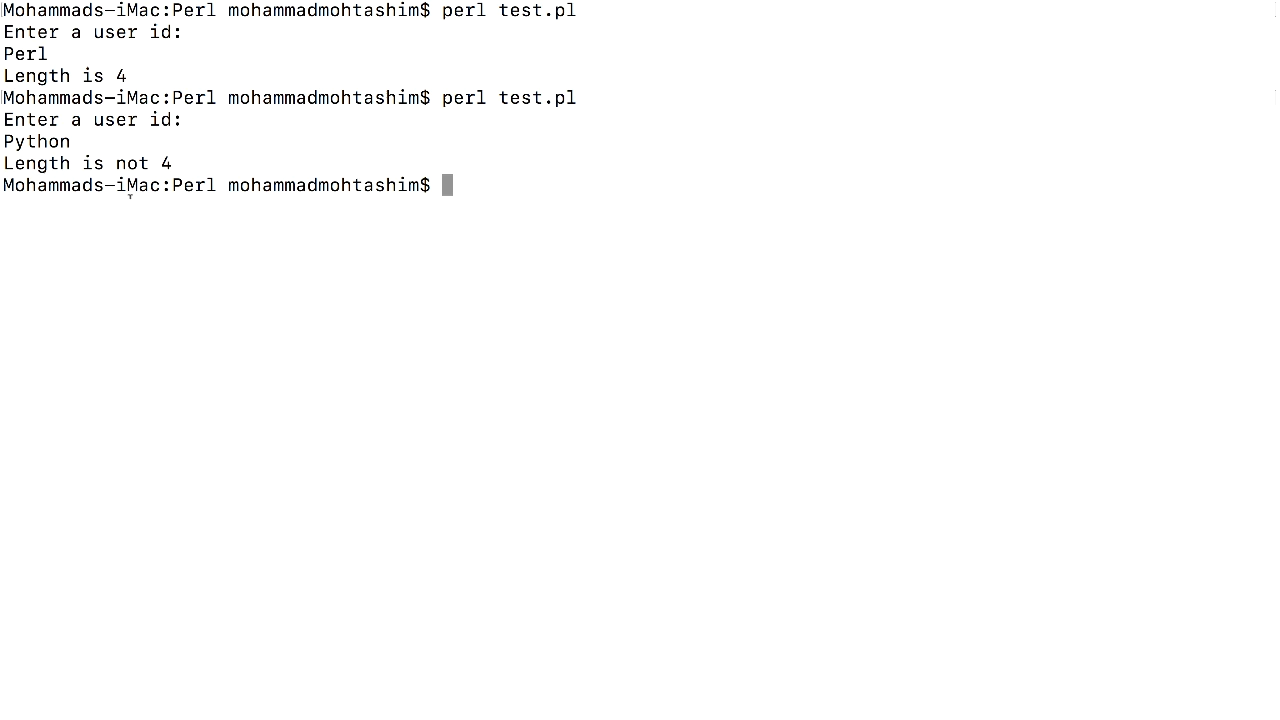 Mohammads-iMac:Perl mohammadmohtashim$ perl test.pl
Enter a user id:
Perl
Length is 4
Mohammads-iMac:Perl mohammadmohtashim$ perl test.pl
Enter a user id:
Python
Length is not 4
Mohammads-iMac:Perl mohammadmohtashim$